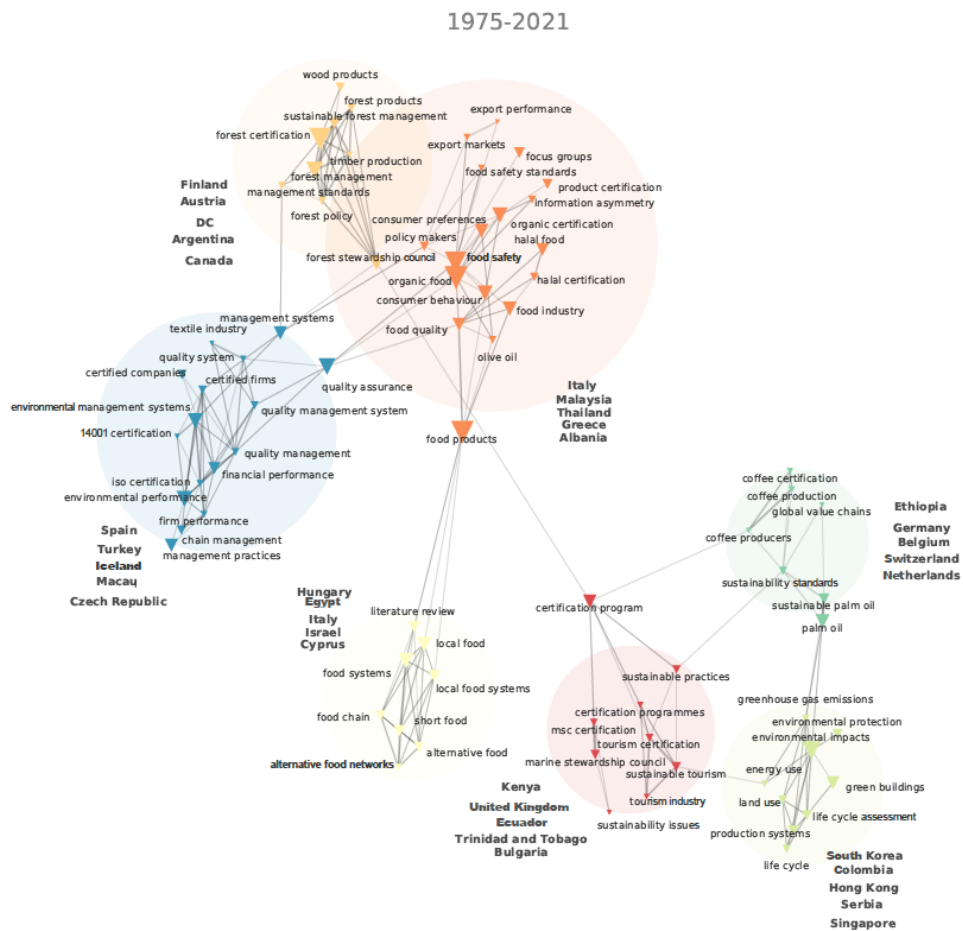 1975-2021
wood products
forest products
sustainable forest management
forest certification
timber production
forest management
management standards
forest policy
forest stewardship council
Finland
Austria
DC
Argentina
Canada
export performance
export markets
focus groups
food safety standards
product certification
information asymmetry
consumer preferences
organic certification
policy makers
halal food
food safety
organic food
halal certification
consumer behaviour
food industry
food quality
olive oil
Italy
Malaysia
Thailand
Greece
Albania
food products
management systems
textile industry
quality system
certified companies
certified firms
quality assurance
environmental management systems
quality management system
14001 certification
quality management
financial performance
iso certification
environmental performance
firm performance
chain management
management practices
Spain
Turkey
Iceland
Macau
Czech Republic
coffee certification
coffee production
global value chains
coffee producers
sustainability standards
sustainable palm oil
palm oil
Ethiopia
Germany
Belgium
Switzerland
Netherlands
Hungary
Egypt
Italy
Israel
Cyprus
literature review
local food
food systems
local food systems
food chain
short food
alternative food
alternative food networks
certification program
sustainable practices
certification programmes
msc certification
tourism certification
marine stewardship council
sustainable tourism
tourism industry
sustainability issues
Kenya
United Kingdom
Ecuador
Trinidad and Tobago
Bulgaria
greenhouse gas emissions
environmental protection
environmental impacts
energy use
green buildings
land use
life cycle assessment
production systems
life cycle
South Korea
Colombia
Hong Kong
Serbia
Singapore